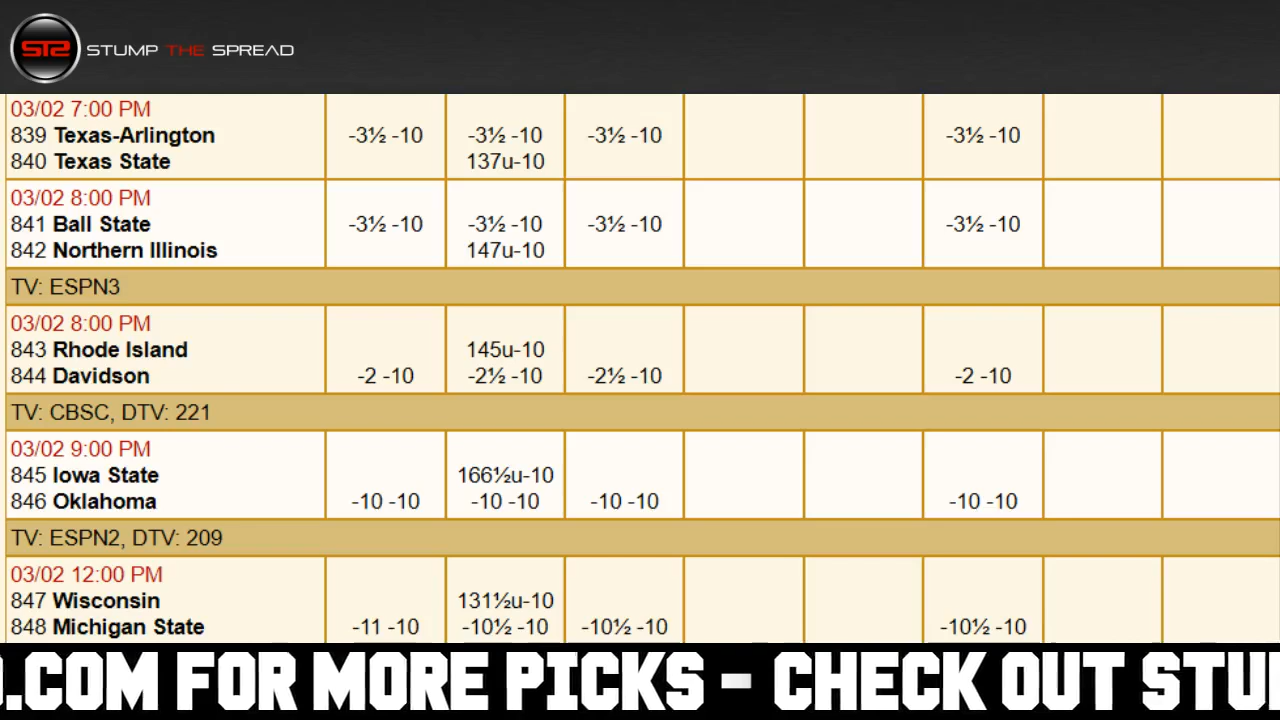 STS STUMP THE SPREAD
03/02 7:00 PM
839 Texas-Arlington -3½ -10 -3½ -10 -3½ -10 -3½ -10
840 Texas State 137u-10
03/02 8:00 PM
841 Ball State -3½ -10 -3½ -10 -3½ -10 -3½ -10
842 Northern Illinois 147u-10
TV: ESPN3
03/02 8:00 PM
843 Rhode Island 145u-10
844 Davidson -2 -10 -2½ -10 -2½ -10 -2 -10
TV: CBSC, DTV: 221
03/02 9:00 PM
845 Iowa State 166½u-10
846 Oklahoma -10 -10 -10 -10 -10 -10 -10 -10
TV: ESPN2, DTV: 209
03/02 12:00 PM
847 Wisconsin 131½u-10
848 Michigan State -11 -10 -10½ -10 -10½ -10 -10½ -10
.COM FOR MORE PICKS - CHECK OUT STU